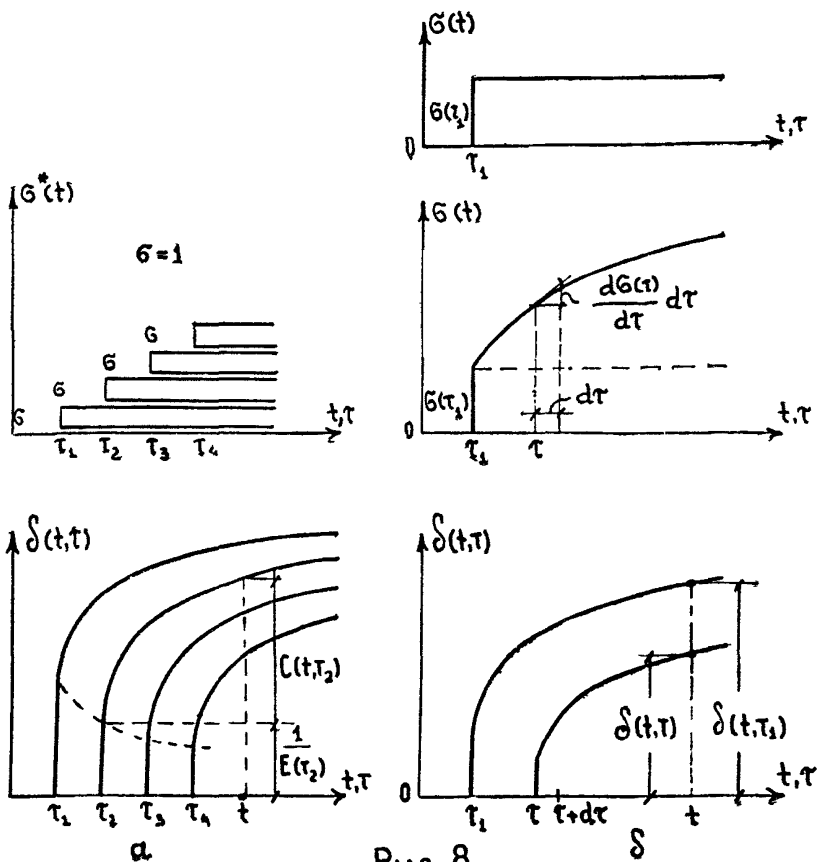 σ(t)
σ(τ₁)
0
τ₁
t,τ
σ*(t)
σ=1
σ
σ
σ
σ
σ
τ₁ τ₂ τ₃ τ₄
t,τ
σ(t)
dσ(τ)/dτ dτ
σ(τ₁)
dτ
0
τ₁ τ
t,τ
δ(t,τ)
C(t,τ₂)
1/E(τ₂)
τ₁ τ₂ τ₃ τ₄ t
t,τ
а
δ(t,τ)
δ(t,τ)
δ(t,τ₁)
0
τ₁ τ τ+dτ t
t,τ
б
Рис. 8